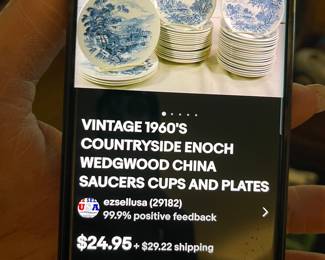 VINTAGE 1960'S
COUNTRYSIDE ENOCH
WEDGWOOD CHINA
SAUCERS CUPS AND PLATES
USA
ezsellusa (29182)
99.9% positive feedback
$24.95 + $29.22 shipping